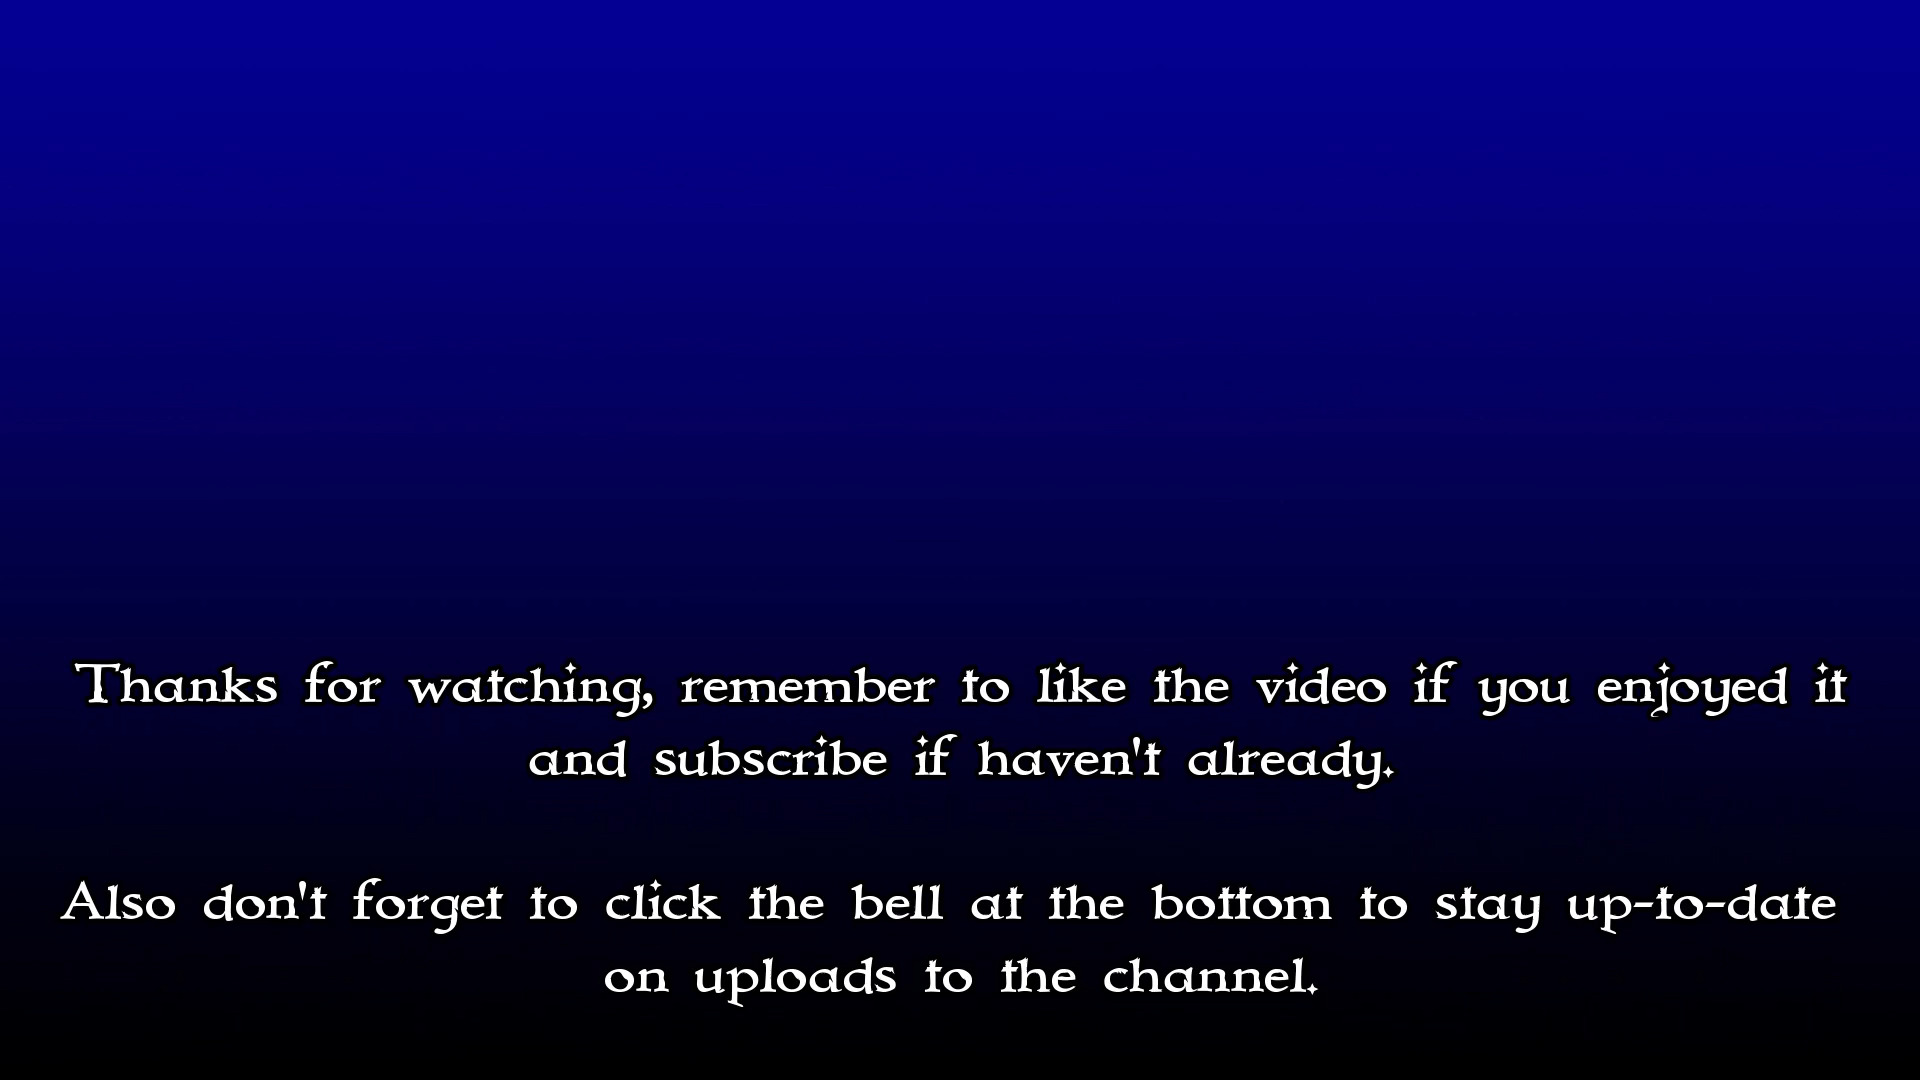 Thanks for watching, remember to like the video if you enjoyed it
and subscribe if haven't already.
Also don't forget to click the bell at the bottom to stay up-to-date
on uploads to the channel.